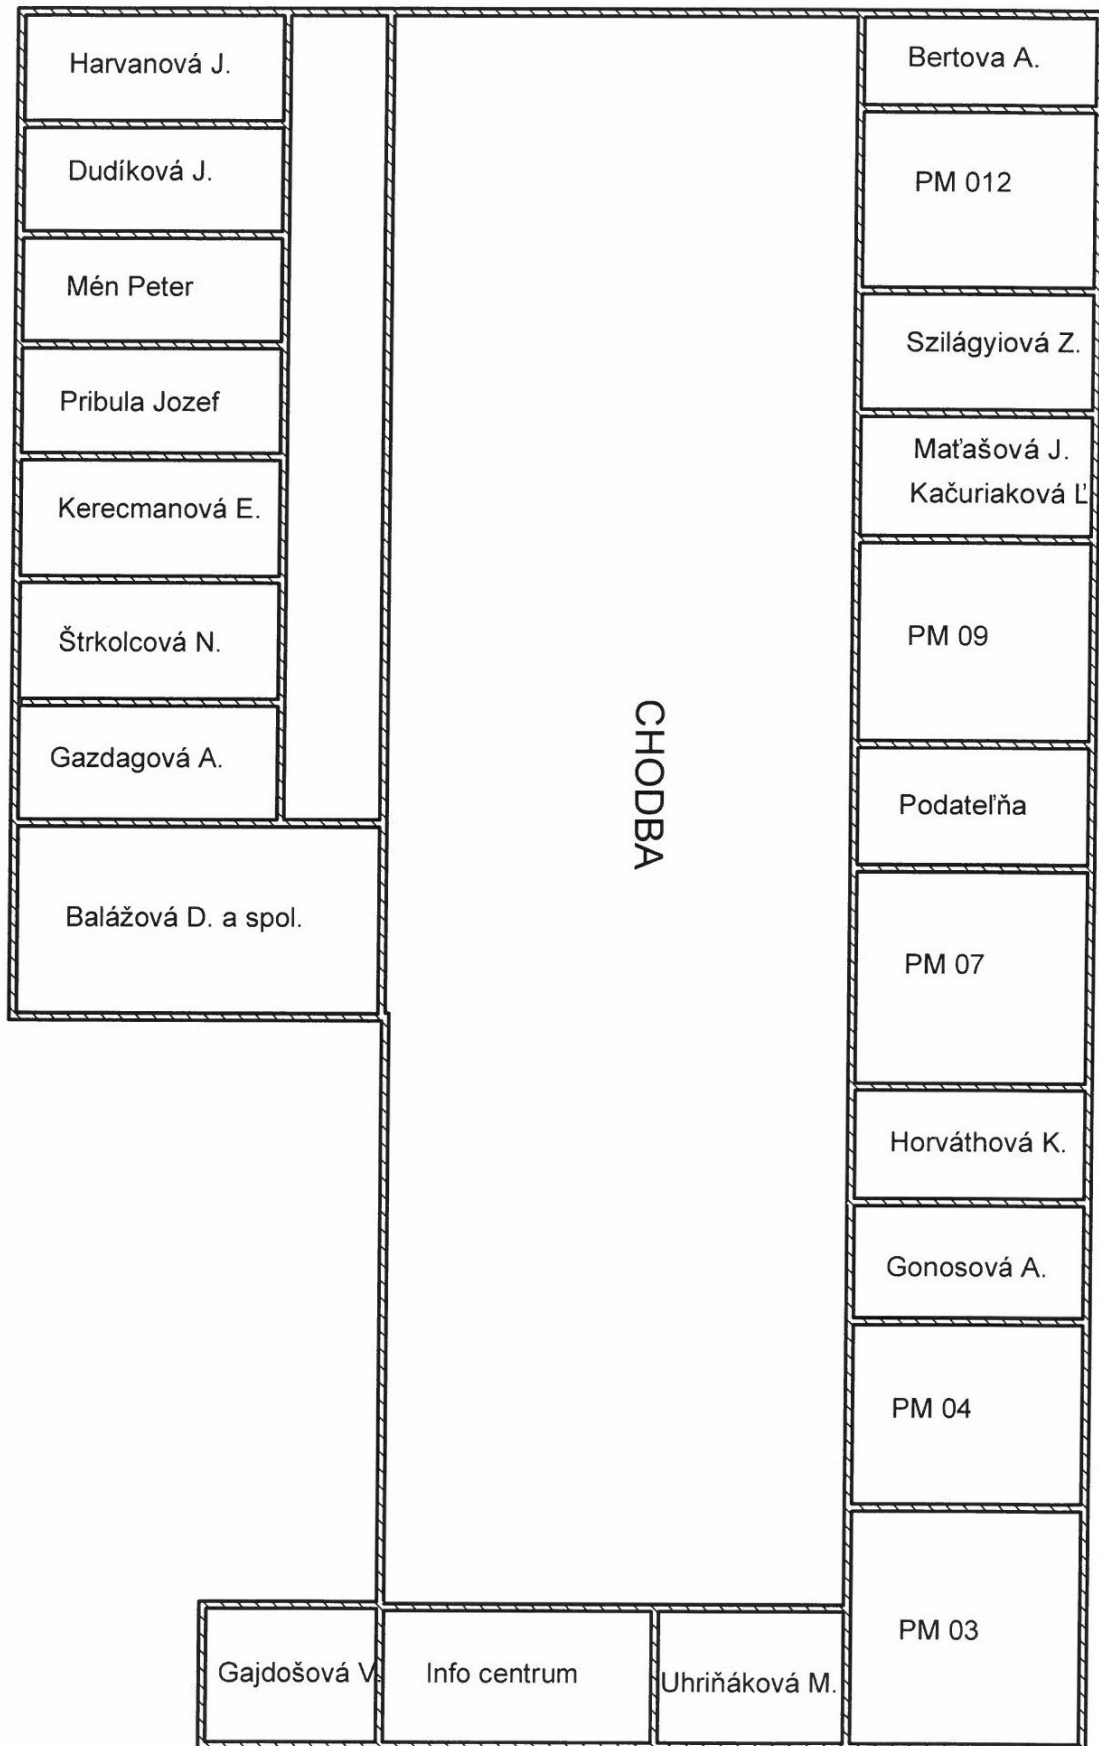 Harvanová J.
Dudíková J.
Mén Peter
Pribula Jozef
Kerecmanová E.
Štrkolcová N.
Gazdagová A.
Balážová D. a spol.
CHODBA
Bertova A.
PM 012
Szilágyiová Z.
Maťašová J.
Kačuriaková Ľ
PM 09
Podateľňa
PM 07
Horváthová K.
Gonosová A.
PM 04
PM 03
Gajdošová V.
Info centrum
Uhriňáková M.